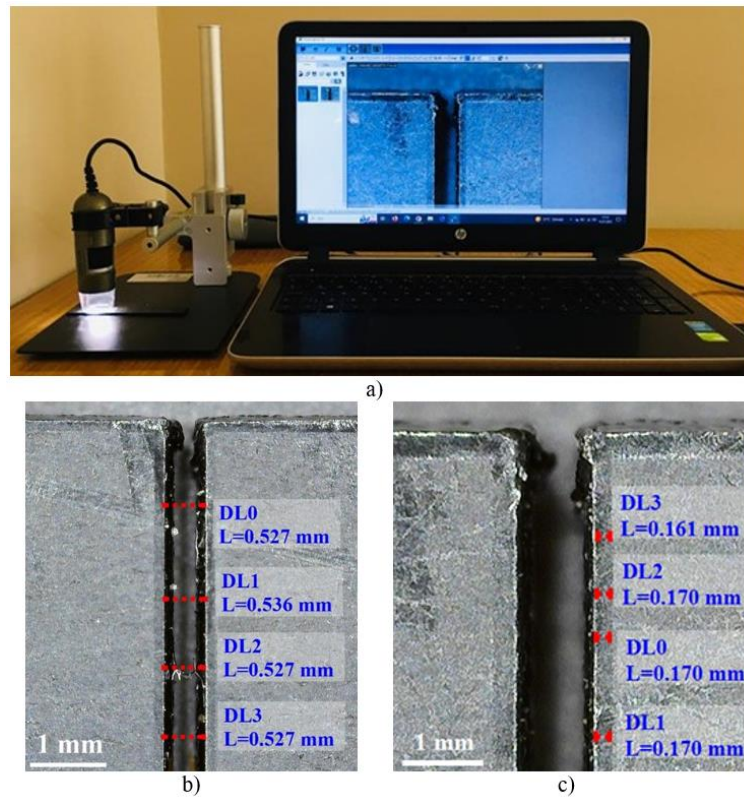 hp
a)
DL0
L=0.527 mm
DL1
L=0.536 mm
DL2
L=0.527 mm
DL3
L=0.527 mm
1 mm
b)
DL3
L=0.161 mm
DL2
L=0.170 mm
DL0
L=0.170 mm
DL1
L=0.170 mm
1 mm
c)